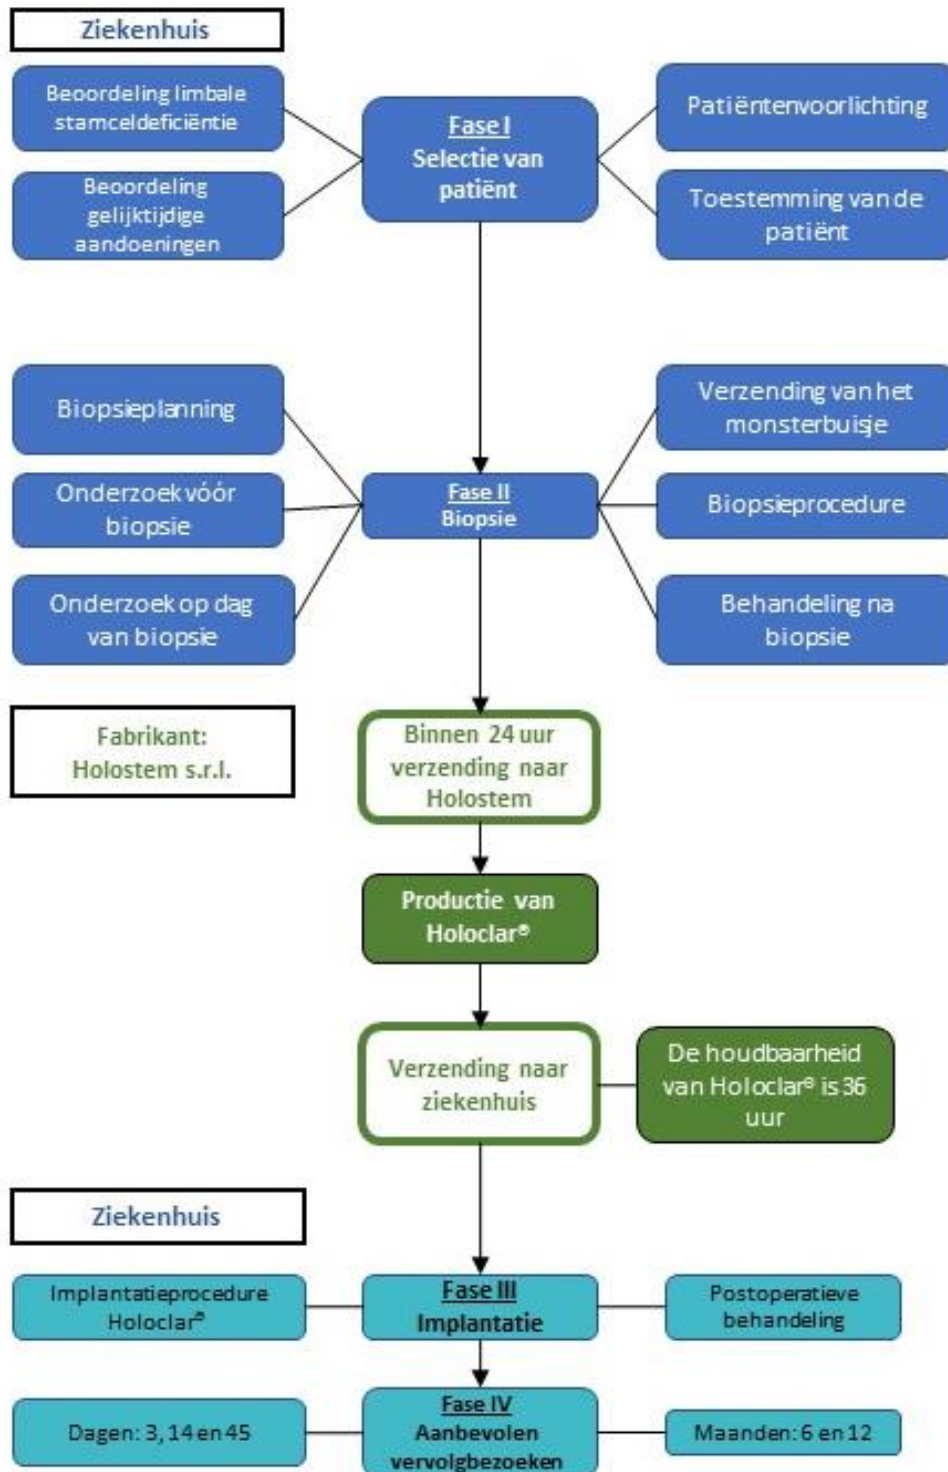 Ziekenhuis
Beoordeling limbale
stamceldeficiëntie
Beoordeling
gelijktijdige
aandoeningen
Fase I
Selectie van
patiënt
Patiëntenvoorlichting
Toestemming van de
patiënt
Biopsieplanning
Onderzoek vóór
biopsie
Onderzoek op dag
van biopsie
Fase II
Biopsie
Verzending van het
monsterbuisje
Biopsieprocedure
Behandeling na
biopsie
Fabrikant:
Holostem s.r.l.
Binnen 24 uur
verzending naar
Holostem
Productie van
Holoclar®
Verzending naar
ziekenhuis
De houdbaarheid
van Holoclar® is 36
uur
Ziekenhuis
Implantatieprocedure
Holoclar®
Fase III
Implantatie
Postoperatieve
behandeling
Dagen: 3, 14 en 45
Fase IV
Aanbevolen
vervolgbezoeken
Maanden: 6 en 12